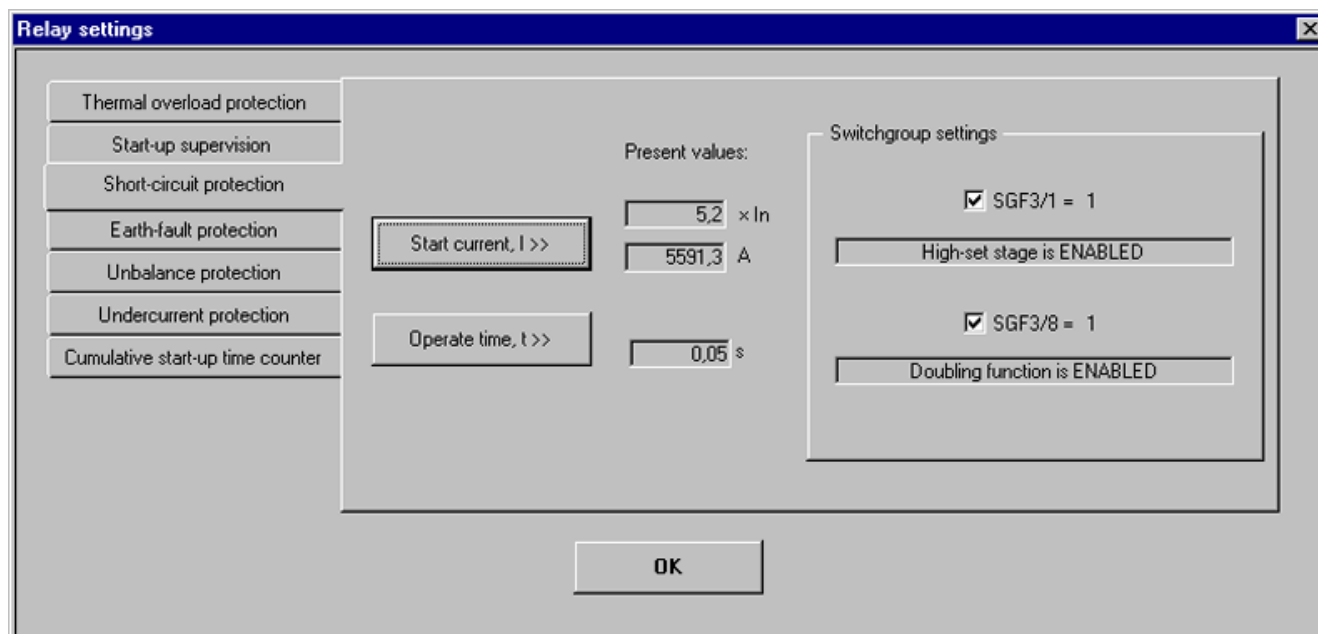 Relay settings
Thermal overload protection
Start-up supervision
Short-circuit protection
Earth-fault protection
Unbalance protection
Undercurrent protection
Cumulative start-up time counter
Present values:
Start current, I >>
5,2 × In
5591,3 A
Operate time, t >>
0,05 s
Switchgroup settings
SGF3/1 = 1
High-set stage is ENABLED
SGF3/8 = 1
Doubling function is ENABLED
OK